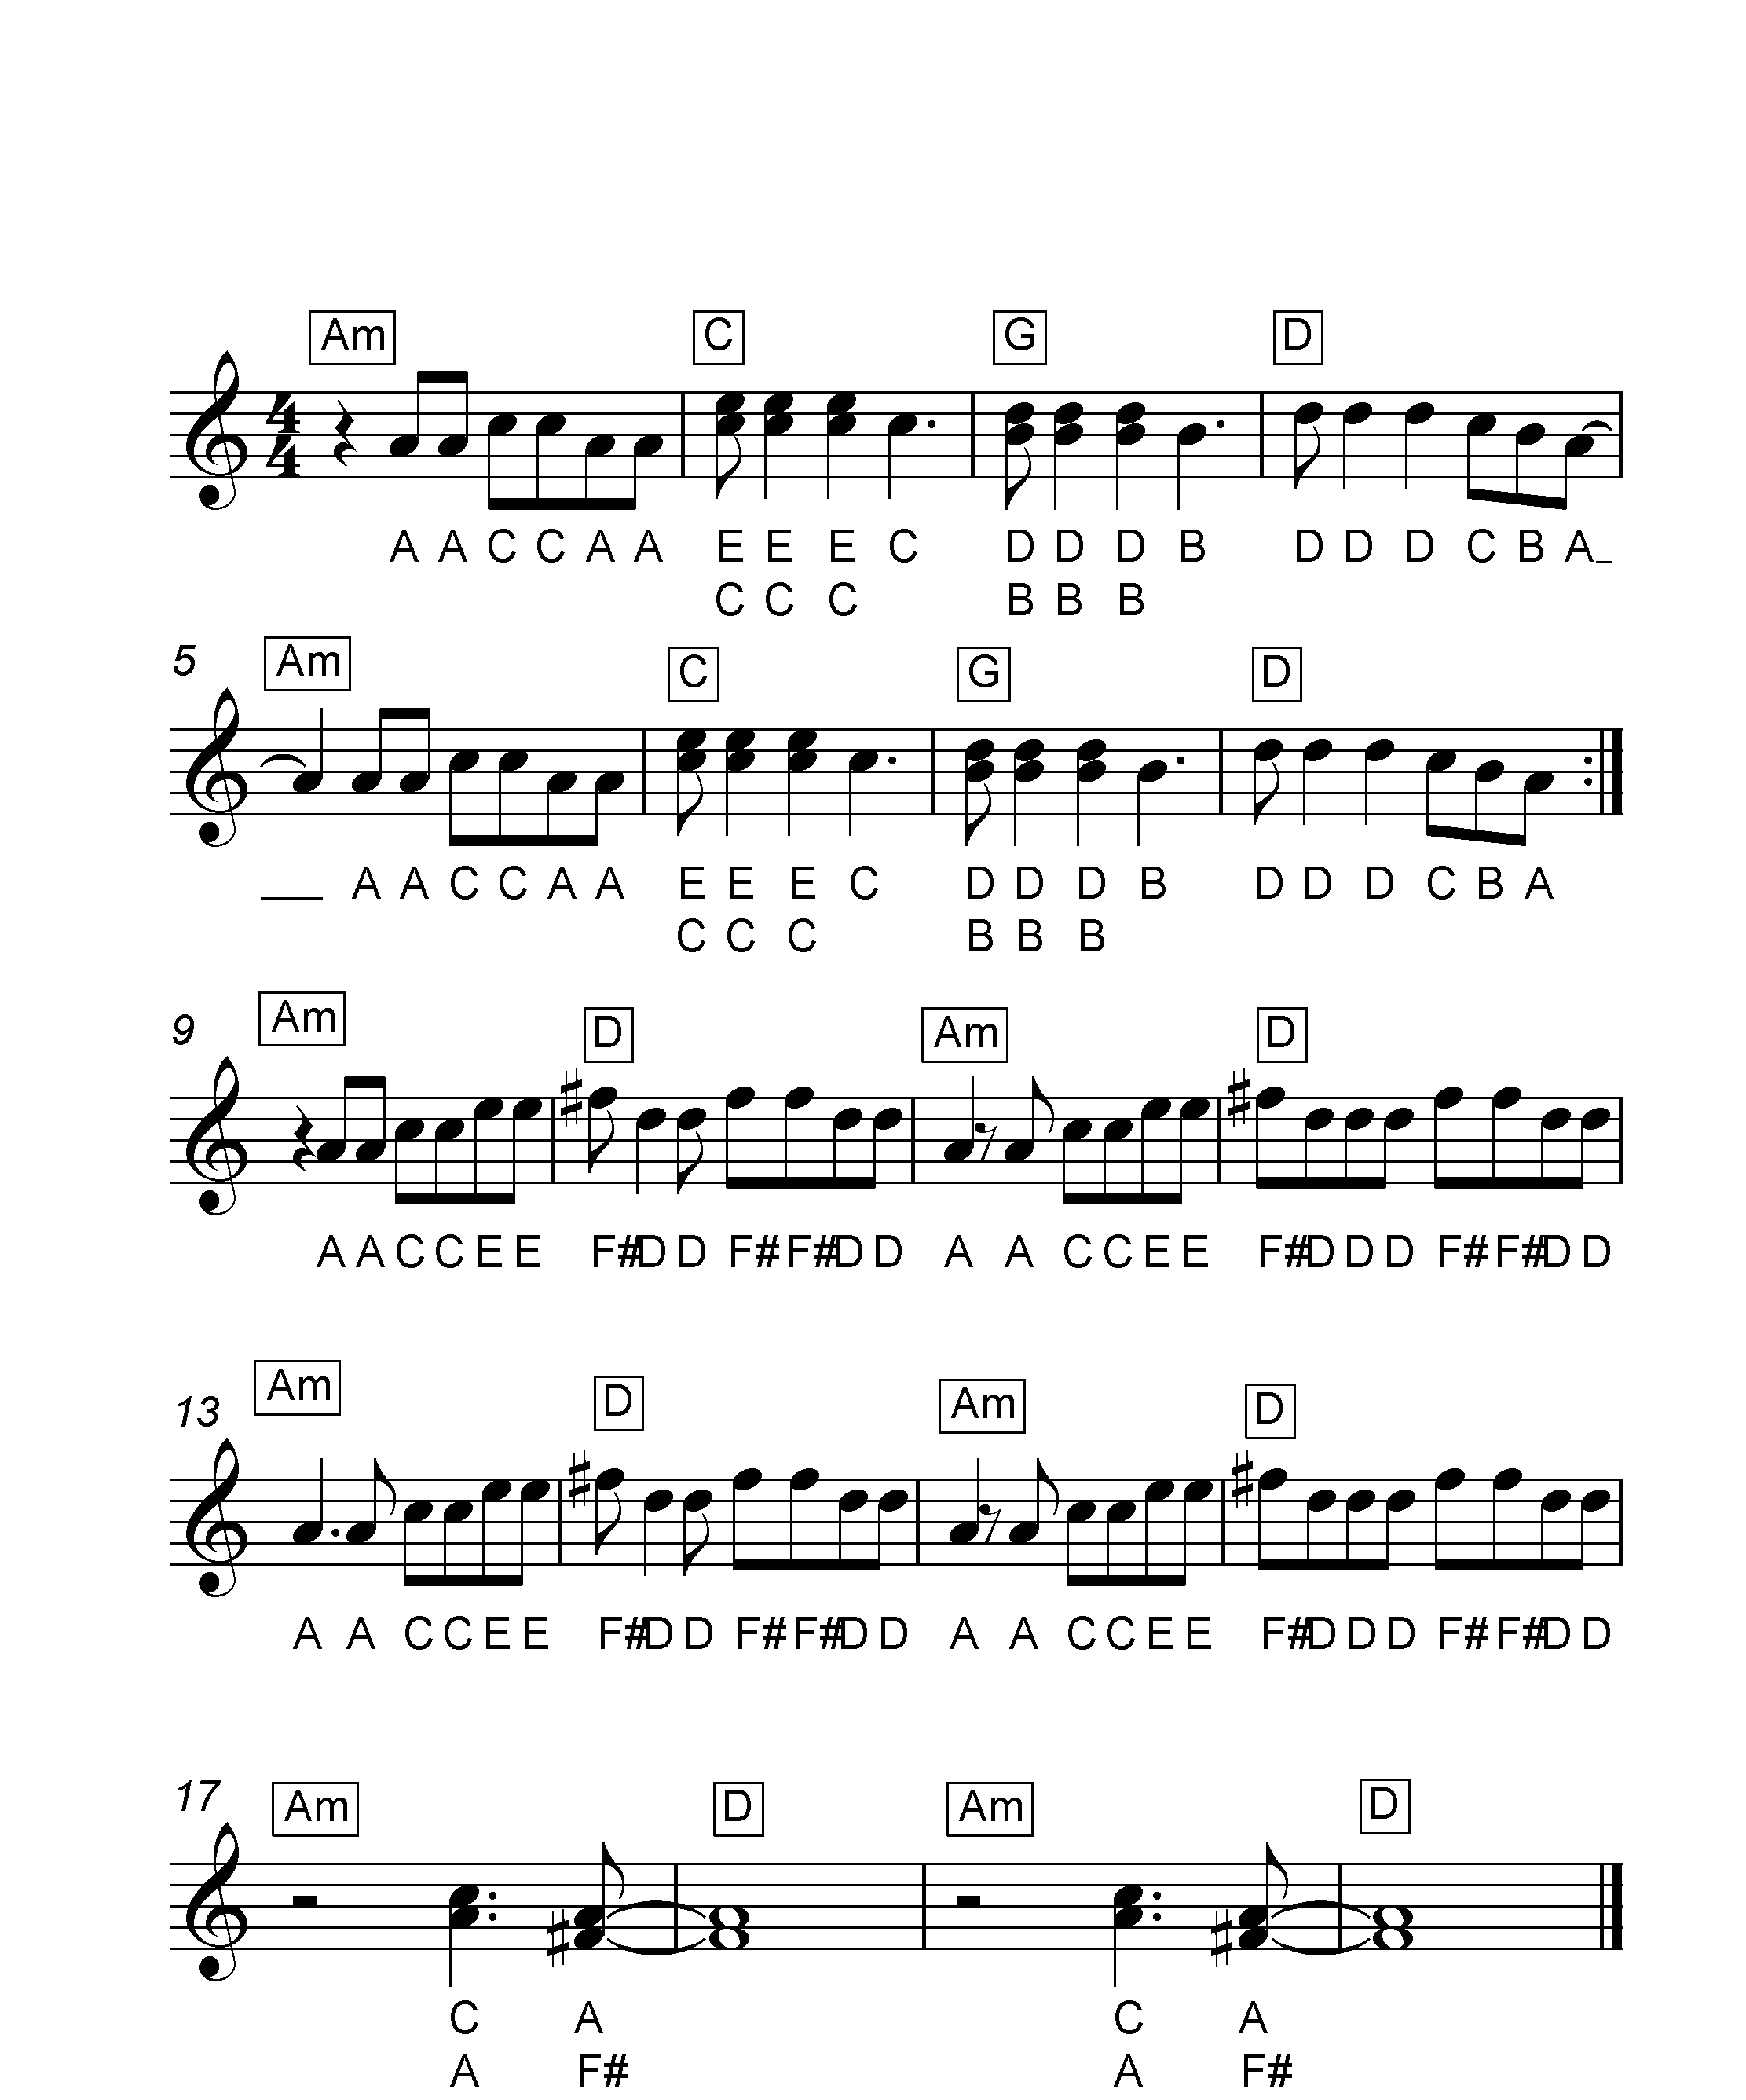 Am C G D
4
4
A A C C A A E E E C D D D B D D D C B A_
C C C B B B
5 Am C G D
___ A A C C A A E E E C D D D B D D D C B A
C C C B B B
9 Am D Am D
A A C C E E F#D D F# F#D D A A C C E E F#D D D F# F#D D
13 Am D Am D
A A C C E E F#D D F# F#D D A A C C E E F#D D D F# F#D D
17 Am D Am D
C A C A
A F# A F#